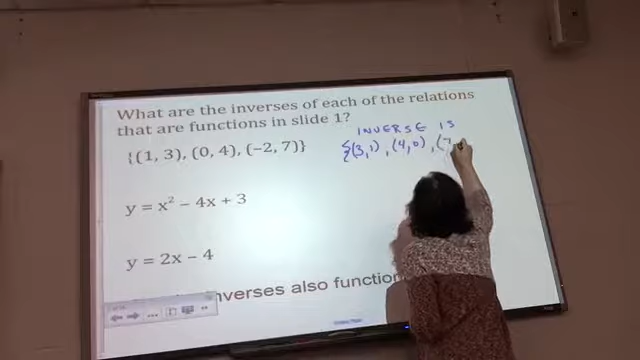 What are the inverses of each of the relations
that are functions in slide 1?
INVERSE IS
{(1, 3), (0, 4), (−2, 7)}
{(3,1), (4,0), (7,
y = x² − 4x + 3
y = 2x − 4
inverses also function